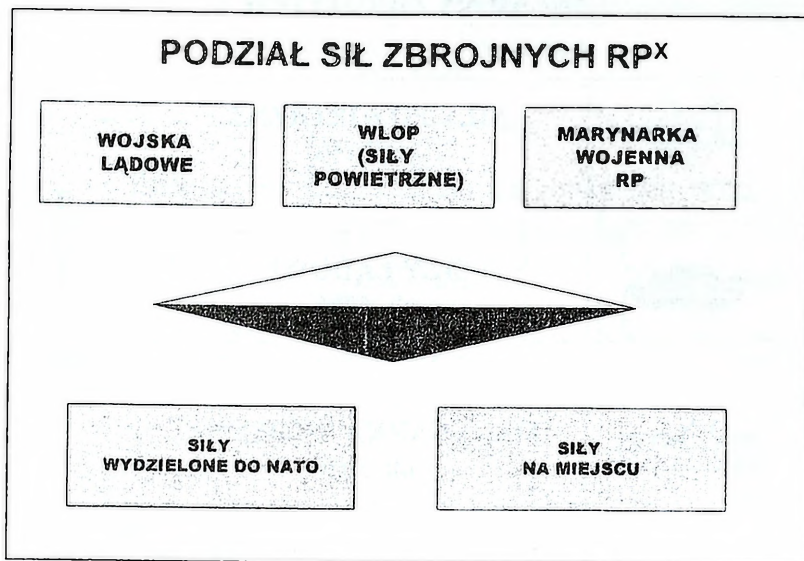 PODZIAŁ SIŁ ZBROJNYCH RPX
WOJSKA
LĄDOWE
WLOP
(SIŁY
POWIETRZNE)
MARYNARKA
WOJENNA
RP
SIŁY
WYDZIELONE DO NATO
SIŁY
NA MIEJSCU